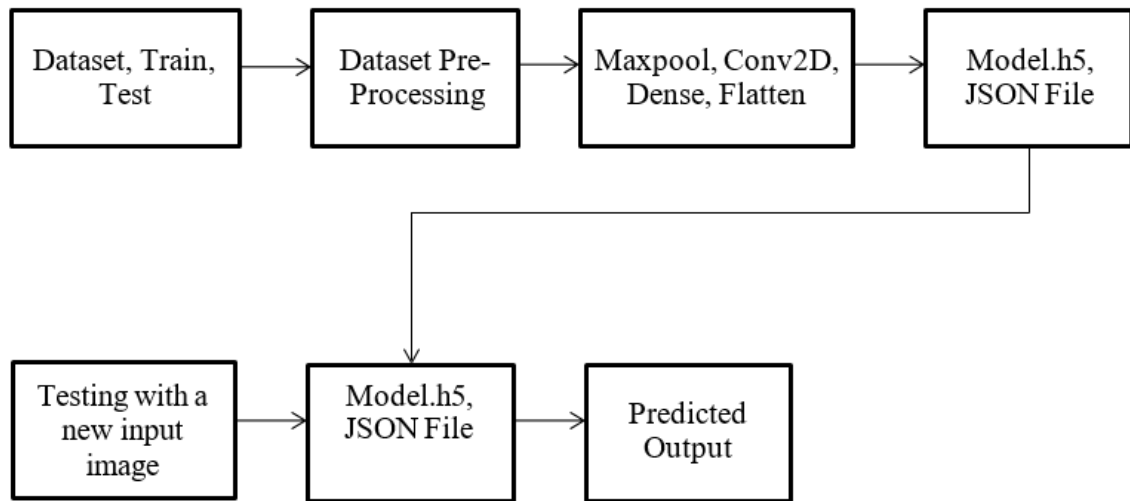 Dataset, Train,
Test
Dataset Pre-
Processing
Maxpool, Conv2D,
Dense, Flatten
Model.h5,
JSON File
Testing with a
new input
image
Model.h5,
JSON File
Predicted
Output